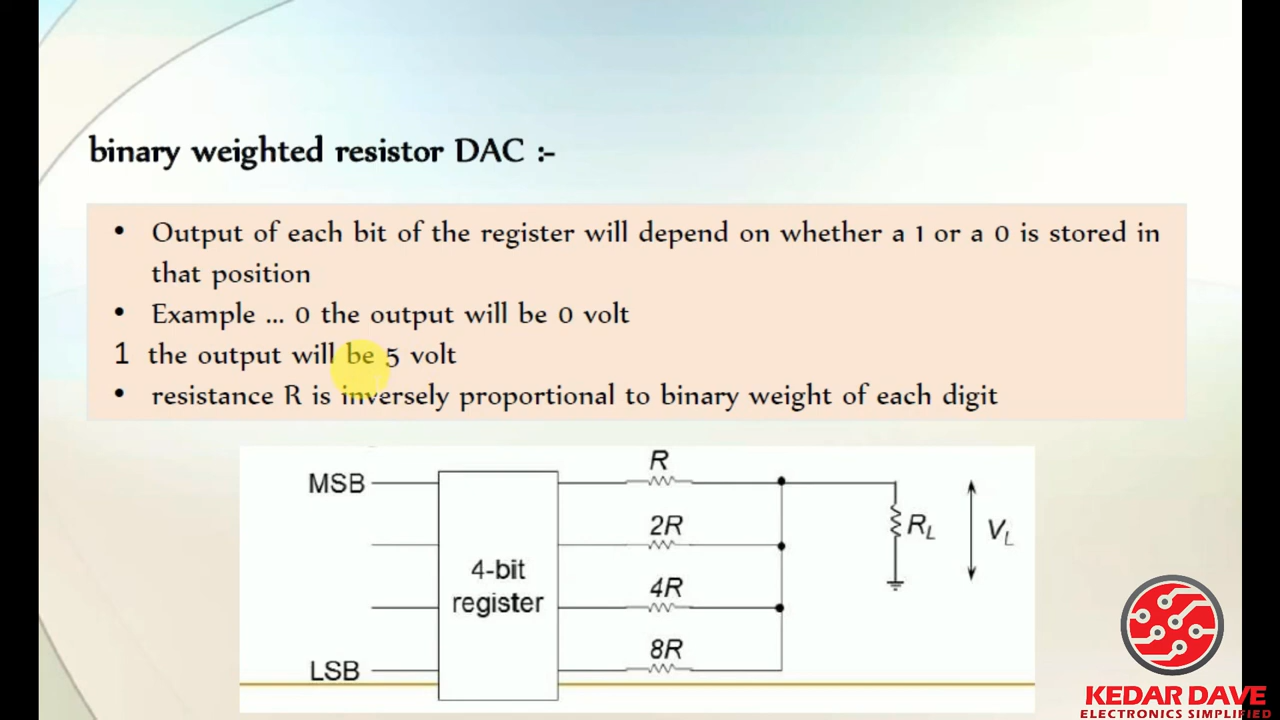 binary weighted resistor DAC :-
• Output of each bit of the register will depend on whether a 1 or a 0 is stored in
that position
• Example ... 0 the output will be 0 volt
1 the output will be 5 volt
• resistance R is inversely proportional to binary weight of each digit
MSB
R
2R
4R
8R
LSB
4-bit
register
RL
VL
KEDAR DAVE
ELECTRONICS SIMPLIFIED